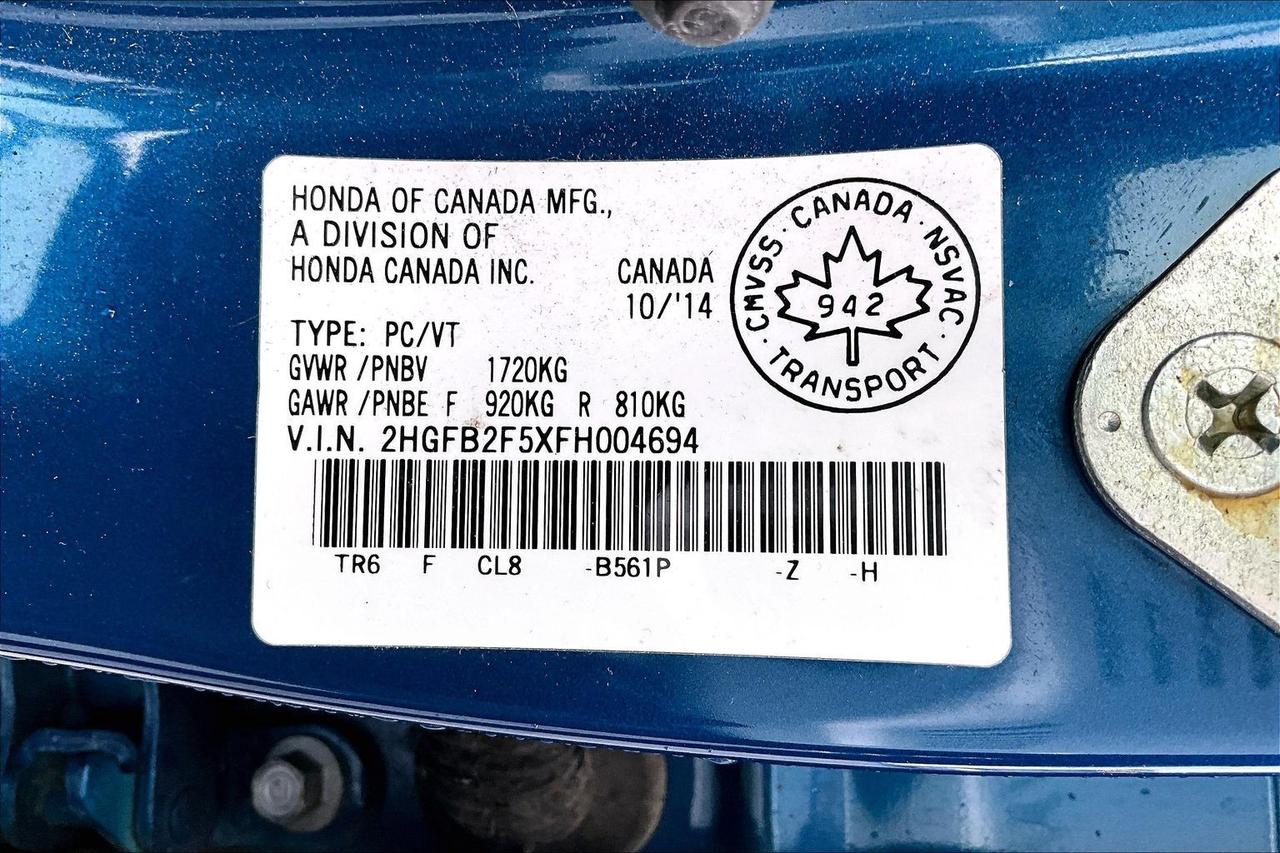 HONDA OF CANADA MFG.,
A DIVISION OF
HONDA CANADA INC. CANADA
10/'14
CMVSS · CANADA · NSVAC · TRANSPORT ·
942
TYPE: PC/VT
GVWR /PNBV 1720KG
GAWR /PNBE F 920KG R 810KG
V.I.N. 2HGFB2F5XFH004694
TR6 F CL8 -B561P -Z -H